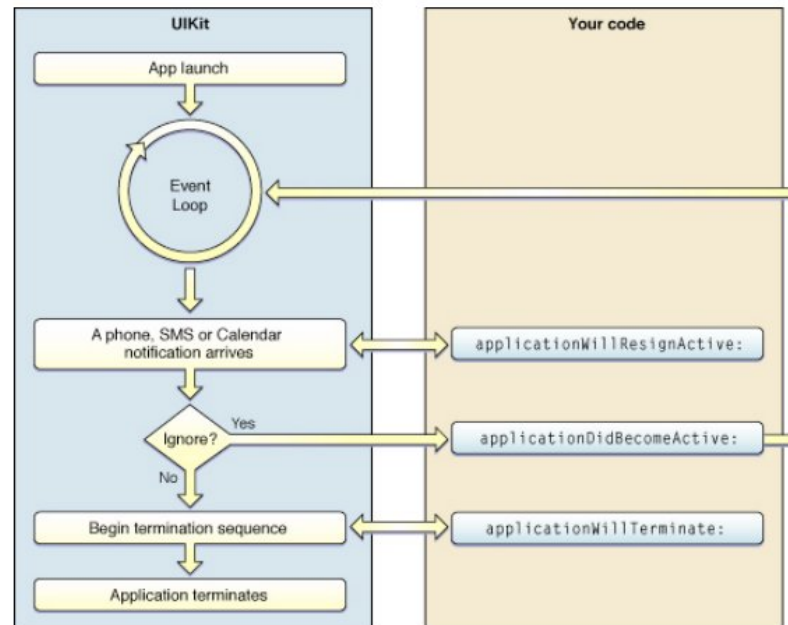 UIKit
Your code
App launch
Event
Loop
A phone, SMS or Calendar
notification arrives
applicationWillResignActive:
Ignore?
Yes
applicationDidBecomeActive:
No
Begin termination sequence
applicationWillTerminate:
Application terminates